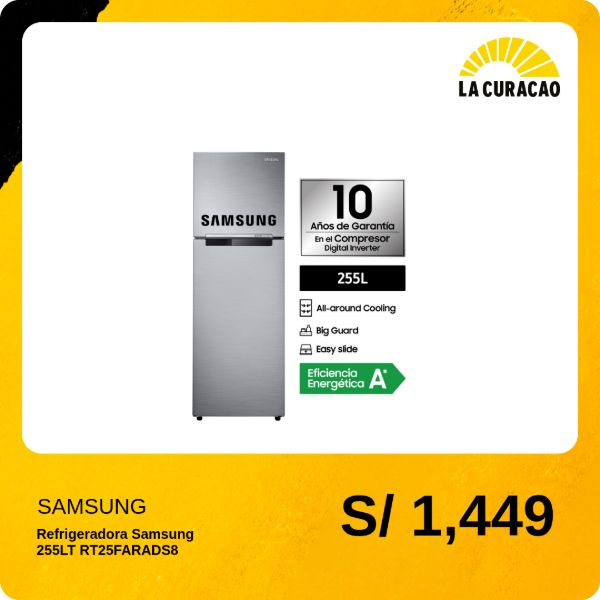 LA CURACAO
SAMSUNG
10
Años de Garantía
En el Compresor
Digital Inverter
255L
All-around Cooling
Big Guard
Easy slide
Eficiencia
Energética A*
SAMSUNG
Refrigeradora Samsung
255LT RT25FARADS8
S/ 1,449